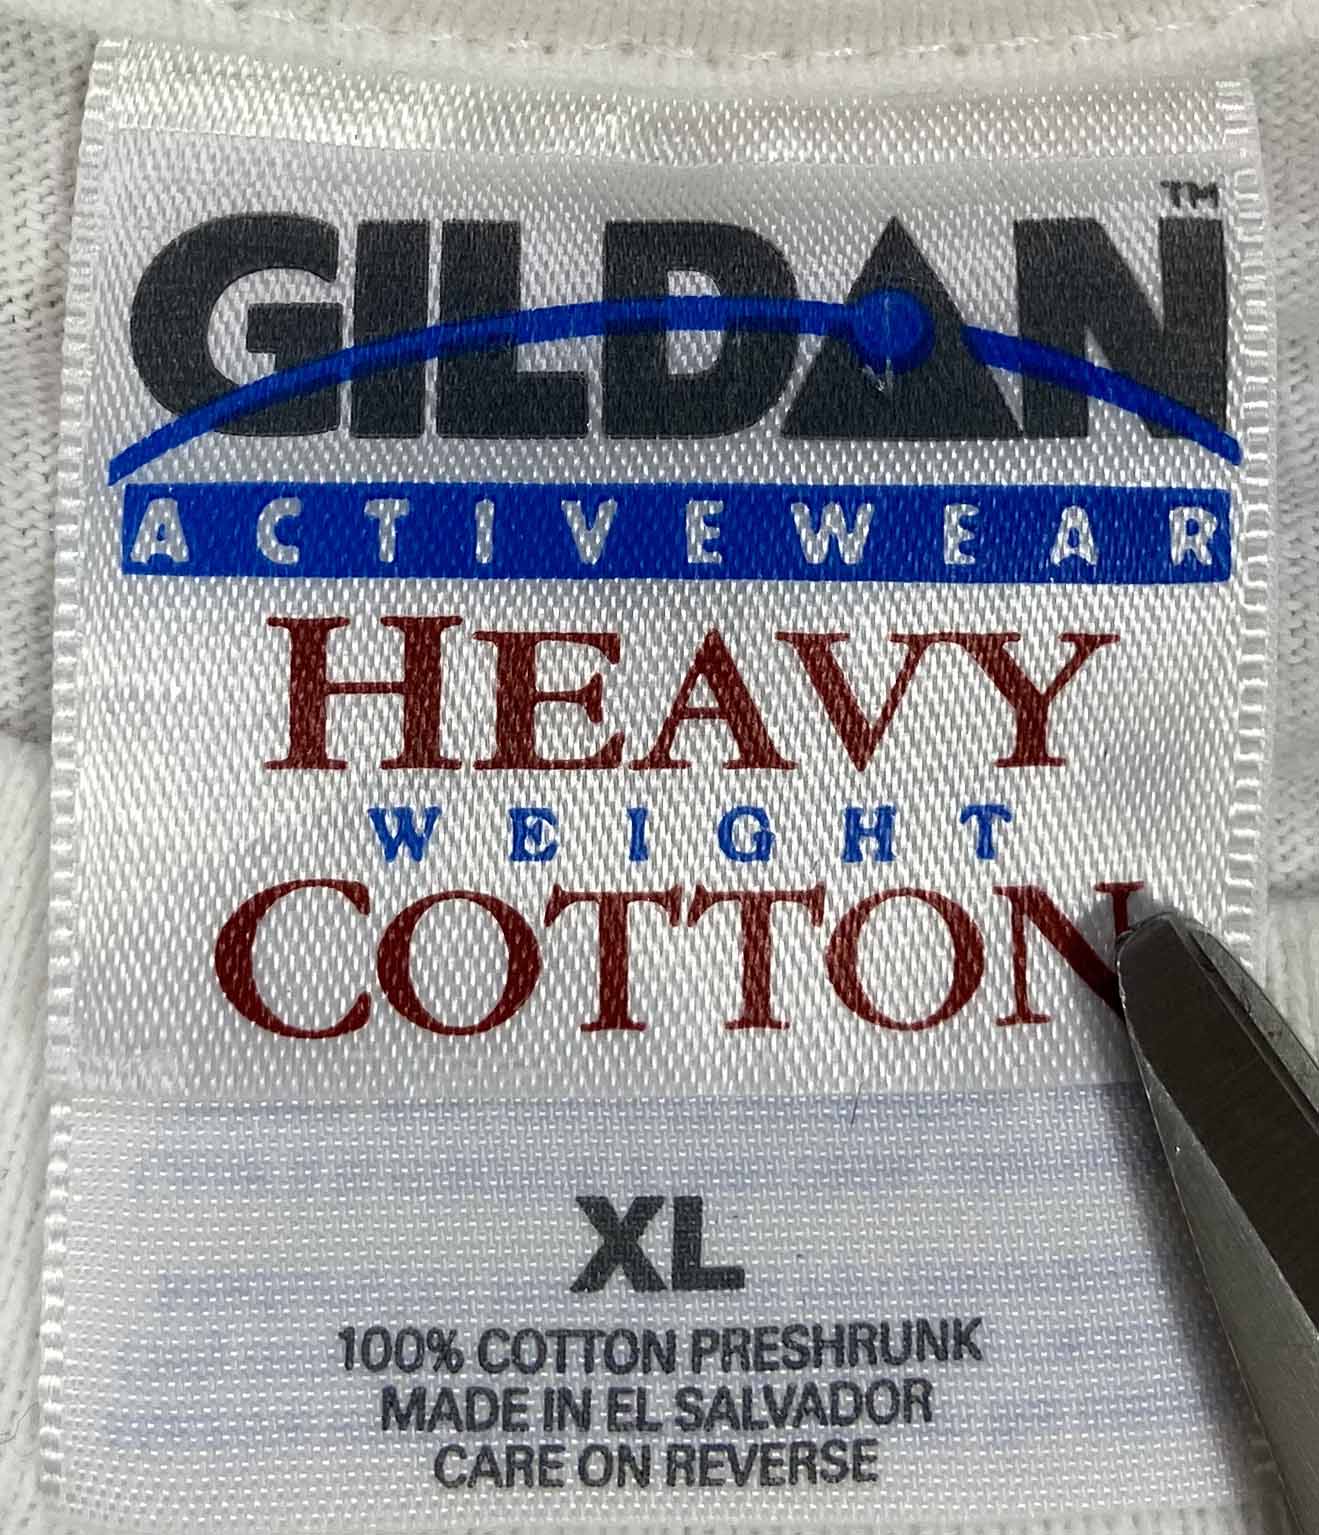 GILDAN™
ACTIVEWEAR
HEAVY
WEIGHT
COTTON
XL
100% COTTON PRESHRUNK
MADE IN EL SALVADOR
CARE ON REVERSE